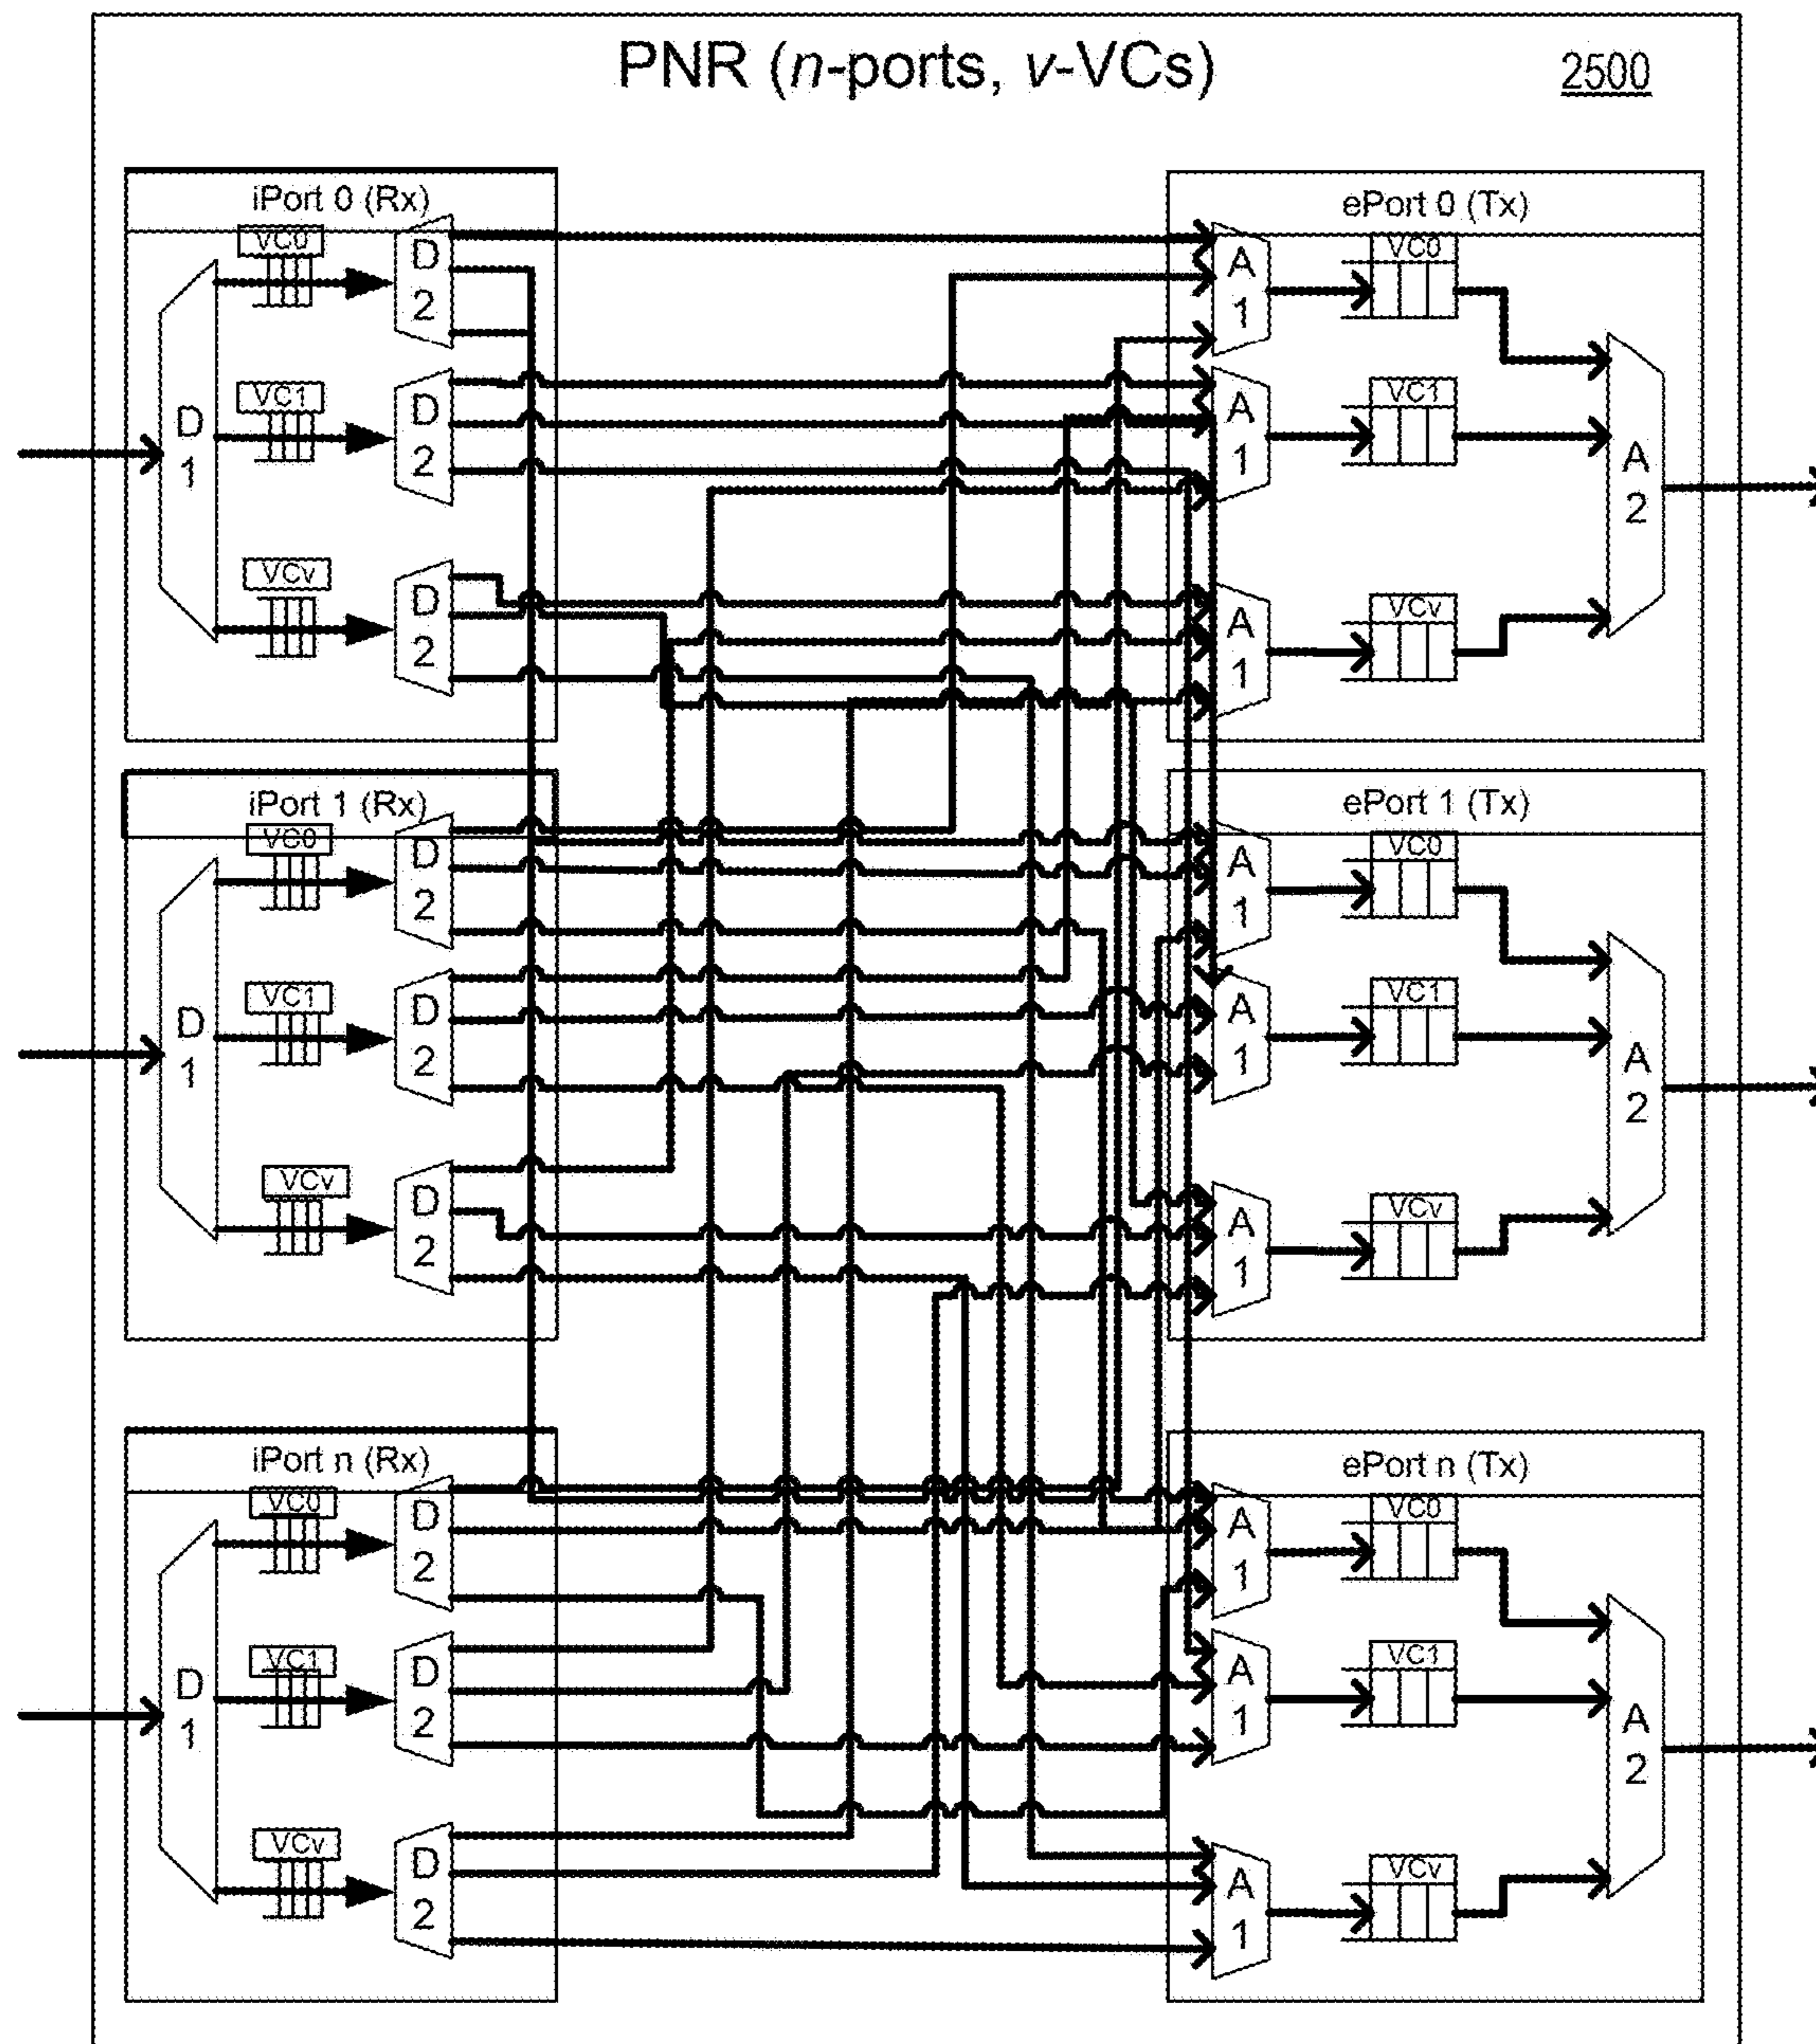 PNR (n-ports, v-VCs)
2500
iPort 0 (Rx)
VC0
D
2
VC1
D
1
D
2
VCv
D
2
ePort 0 (Tx)
A
1
VC0
A
1
VC1
A
2
A
1
VCv
iPort 1 (Rx)
VC0
D
2
VC1
D
1
D
2
VCv
D
2
ePort 1 (Tx)
A
1
VC0
A
1
VC1
A
2
A
1
VCv
iPort n (Rx)
VC0
D
2
VC1
D
1
D
2
VCv
D
2
ePort n (Tx)
A
1
VC0
A
1
VC1
A
2
A
1
VCv